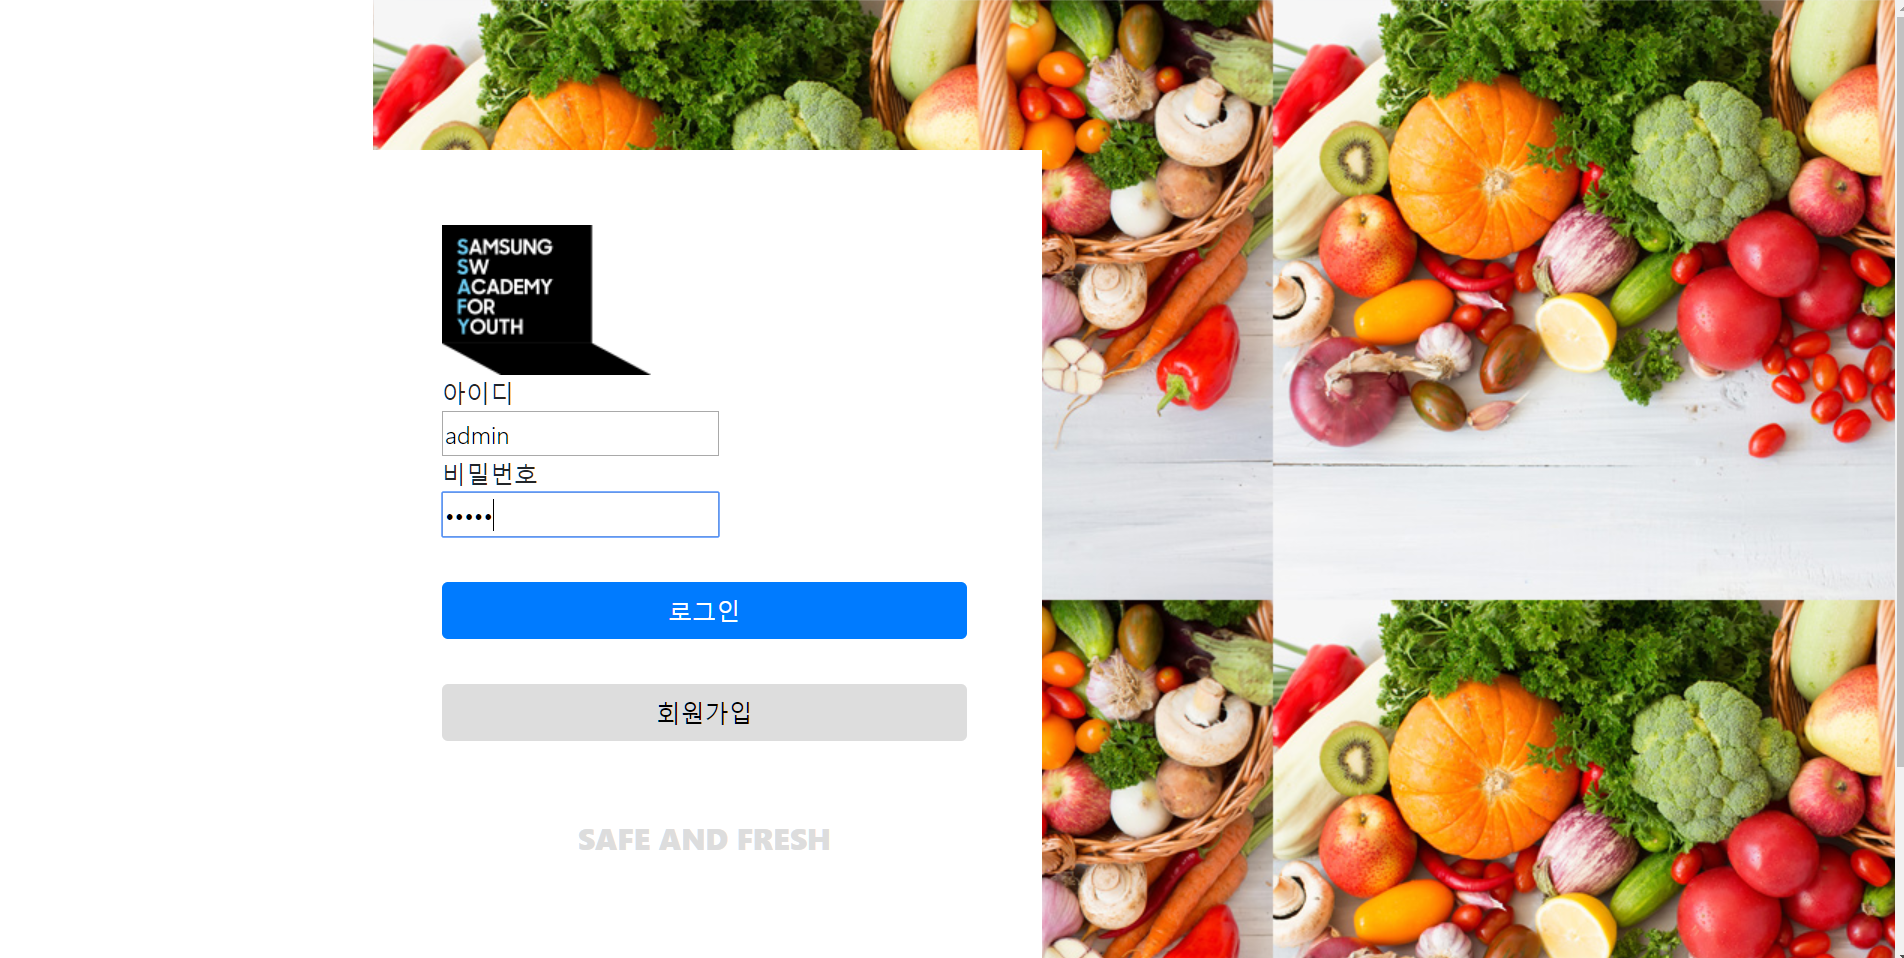 SAMSUNG
SW
ACADEMY
FOR
YOUTH
아이디
admin
비밀번호
•••••
로그인
회원가입
SAFE AND FRESH